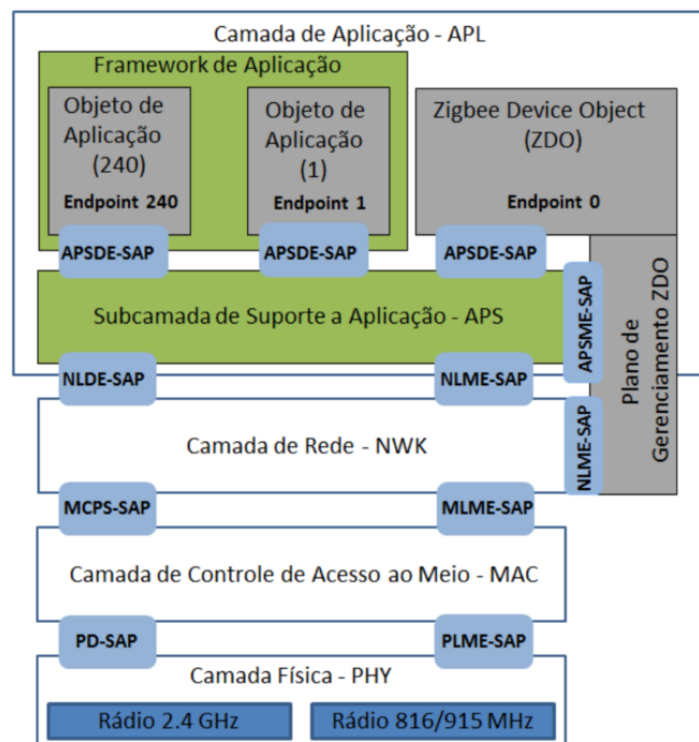 Camada de Aplicação - APL
Framework de Aplicação
Objeto de
Aplicação
(240)
Endpoint 240
Objeto de
Aplicação
(1)
Endpoint 1
Zigbee Device Object
(ZDO)
Endpoint 0
APSDE-SAP
APSDE-SAP
APSDE-SAP
Subcamada de Suporte a Aplicação - APS
APSME-SAP
Plano de
Gerenciamento ZDO
NLDE-SAP
NLME-SAP
Camada de Rede - NWK
NLME-SAP
MCPS-SAP
MLME-SAP
Camada de Controle de Acesso ao Meio - MAC
PD-SAP
PLME-SAP
Camada Física - PHY
Rádio 2.4 GHz
Rádio 816/915 MHz